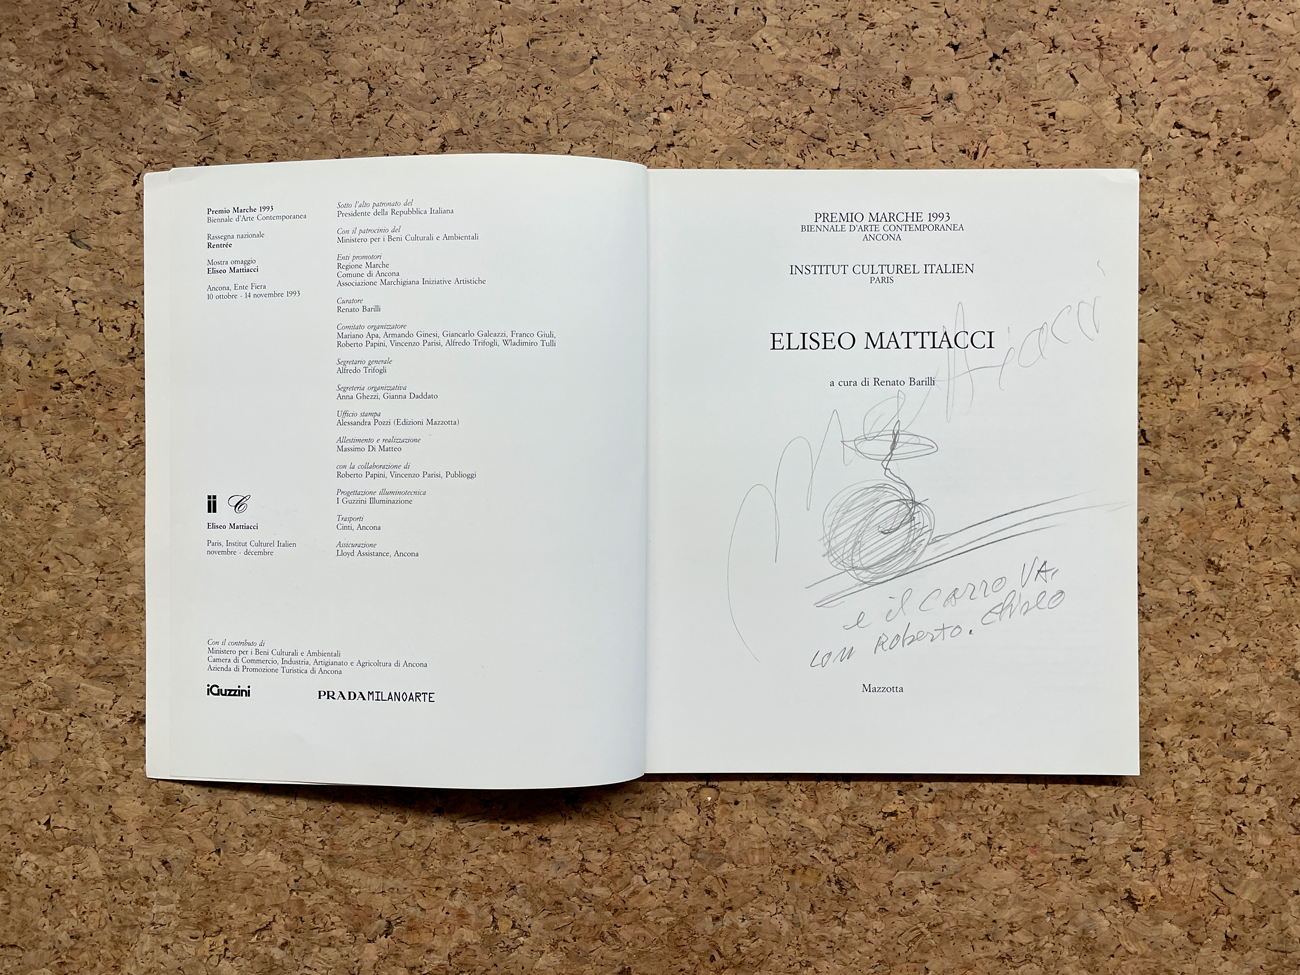 Premio Marche 1993
Biennale d'Arte Contemporanea
Rassegna nazionale
Rentrée
Mostra omaggio
Eliseo Mattiacci
Ancona, Ente Fiera
10 ottobre - 14 novembre 1993
Eliseo Mattiacci
Paris, Institut Culturel Italien
novembre - décembre
Sotto l'alto patronato del
Presidente della Repubblica Italiana
Con il patrocinio del
Ministero per i Beni Culturali e Ambientali
Enti promotori
Regione Marche
Comune di Ancona
Associazione Marchigiana Iniziative Artistiche
Curatore
Renato Barilli
Comitato organizzatore
Mariano Apa, Armando Ginesi, Giancarlo Galeazzi, Franco Giuli,
Roberto Papini, Vincenzo Parisi, Alfredo Trifogli, Wladimiro Tulli
Segretario generale
Alfredo Trifogli
Segreteria organizzativa
Anna Ghezzi, Gianna Daddato
Ufficio stampa
Alessandra Pozzi (Edizioni Mazzotta)
Allestimento e realizzazione
Massimo Di Matteo
con la collaborazione di
Roberto Papini, Vincenzo Parisi, Publioggi
Progettazione illuminotecnica
I Guzzini Illuminazione
Trasporti
Cinti, Ancona
Assicurazione
Lloyd Assistance, Ancona
Con il contributo di
Ministero per i Beni Culturali e Ambientali
Camera di Commercio, Industria, Artigianato e Agricoltura di Ancona
Azienda di Promozione Turistica di Ancona
iGuzzini
PRADAMILANOARTE
PREMIO MARCHE 1993
BIENNALE D'ARTE CONTEMPORANEA
ANCONA
INSTITUT CULTUREL ITALIEN
PARIS
ELISEO MATTIACCI
a cura di Renato Barilli
Mattiacci
e il carro VA,
con Roberto. Eliseo
Mazzotta